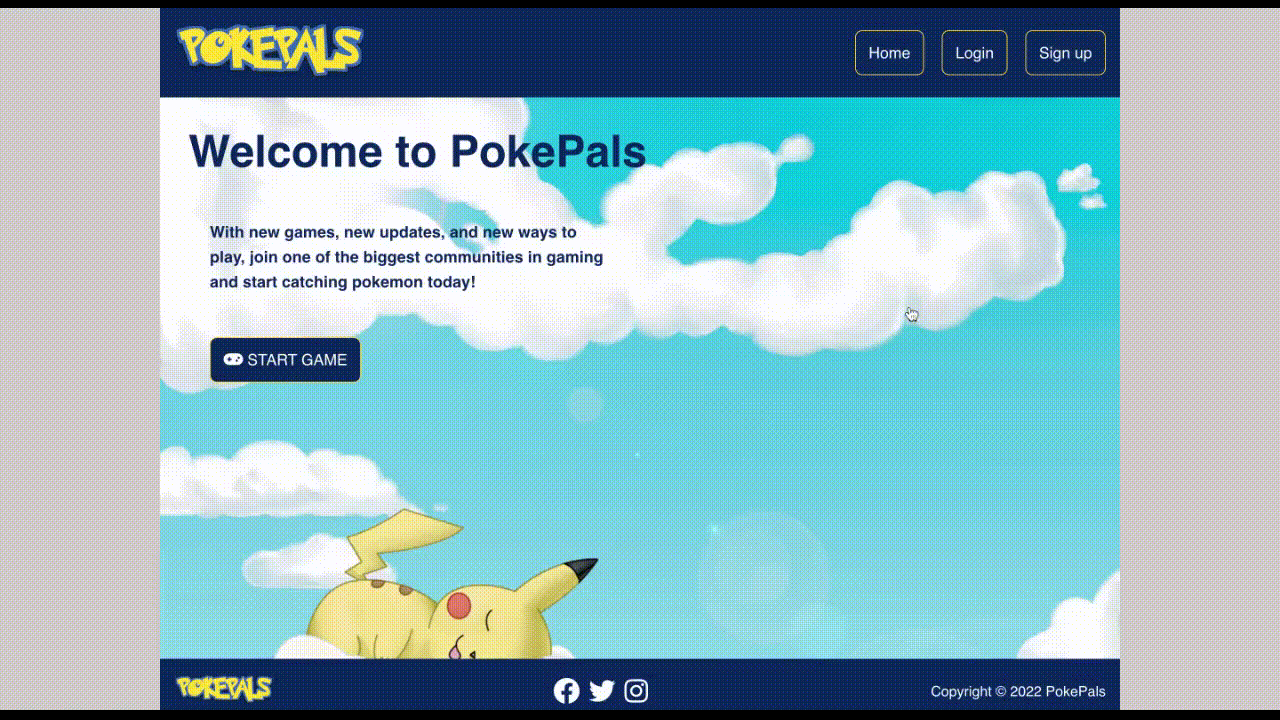 POKEPALS
Home
Login
Sign up
Welcome to PokePals
With new games, new updates, and new ways to
play, join one of the biggest communities in gaming
and start catching pokemon today!
START GAME
POKEPALS
Copyright © 2022 PokePals